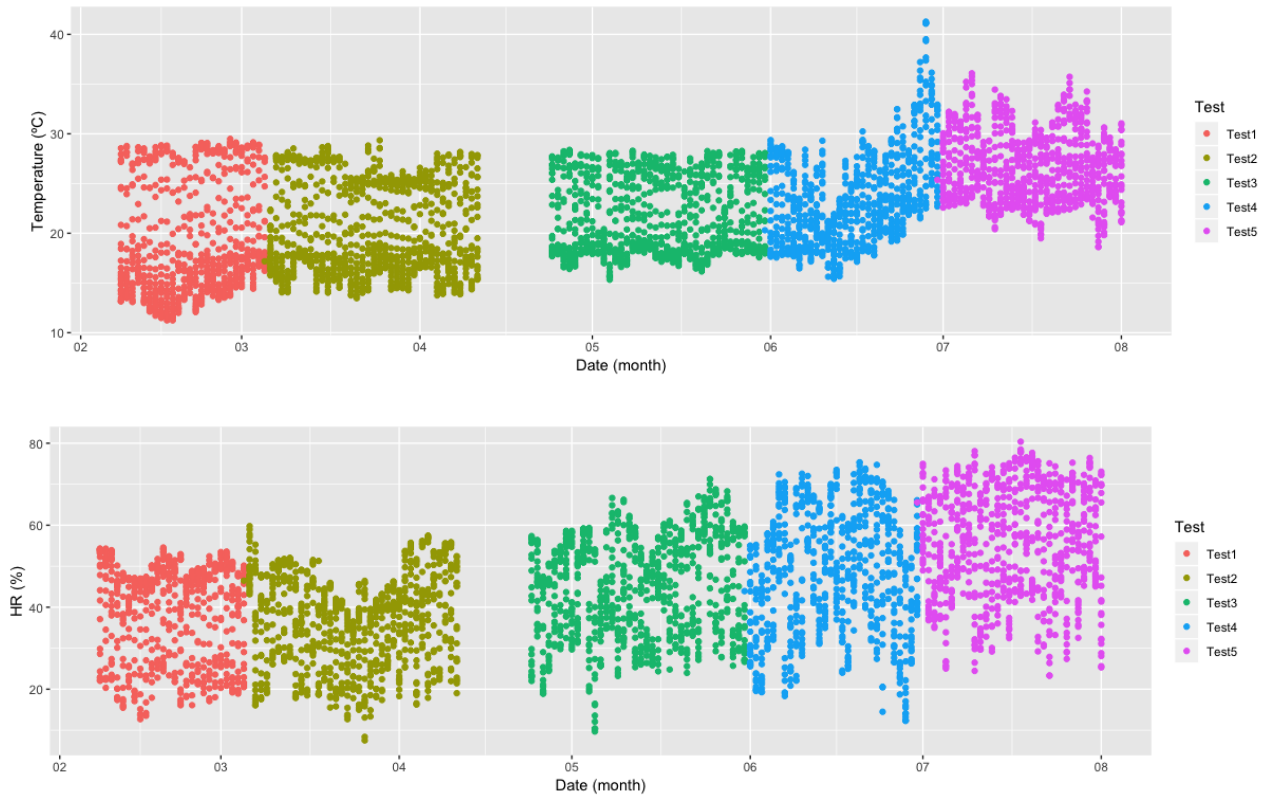 40
30
20
10
Temperature (ºC)
02 03 04 05 06 07 08
Date (month)
Test
Test1
Test2
Test3
Test4
Test5
80
60
40
20
HR (%)
02 03 04 05 06 07 08
Date (month)
Test
Test1
Test2
Test3
Test4
Test5